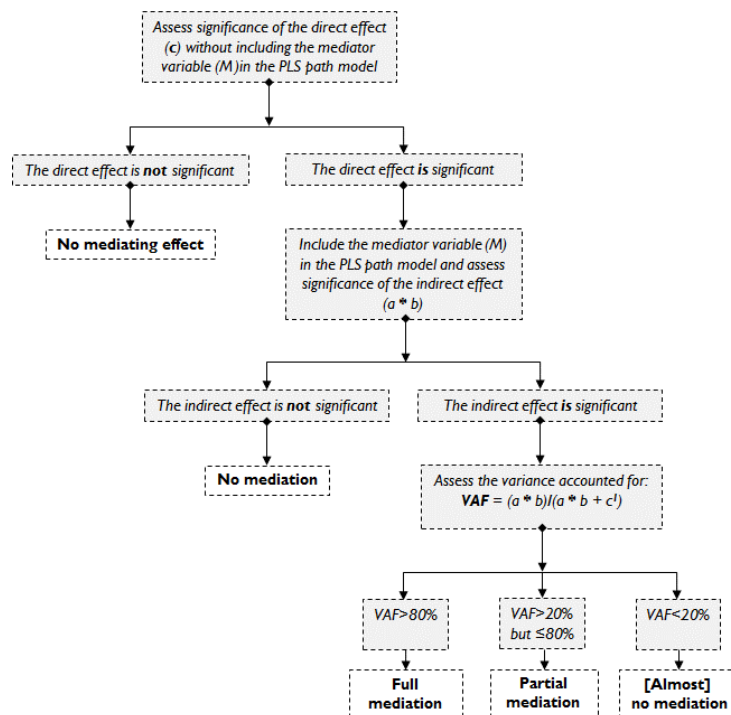 Assess significance of the direct effect
(c) without including the mediator
variable (M)in the PLS path model
The direct effect is not significant
The direct effect is significant
No mediating effect
Include the mediator variable (M)
in the PLS path model and assess
significance of the indirect effect
(a * b)
The indirect effect is not significant
The indirect effect is significant
No mediation
Assess the variance accounted for:
VAF = (a * b)/(a * b + c¹)
VAF>80%
VAF>20%
but ≤80%
VAF<20%
Full
mediation
Partial
mediation
[Almost]
no mediation